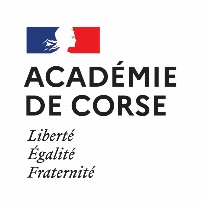 ACADÉMIE
DE CORSE
Liberté
Égalité
Fraternité